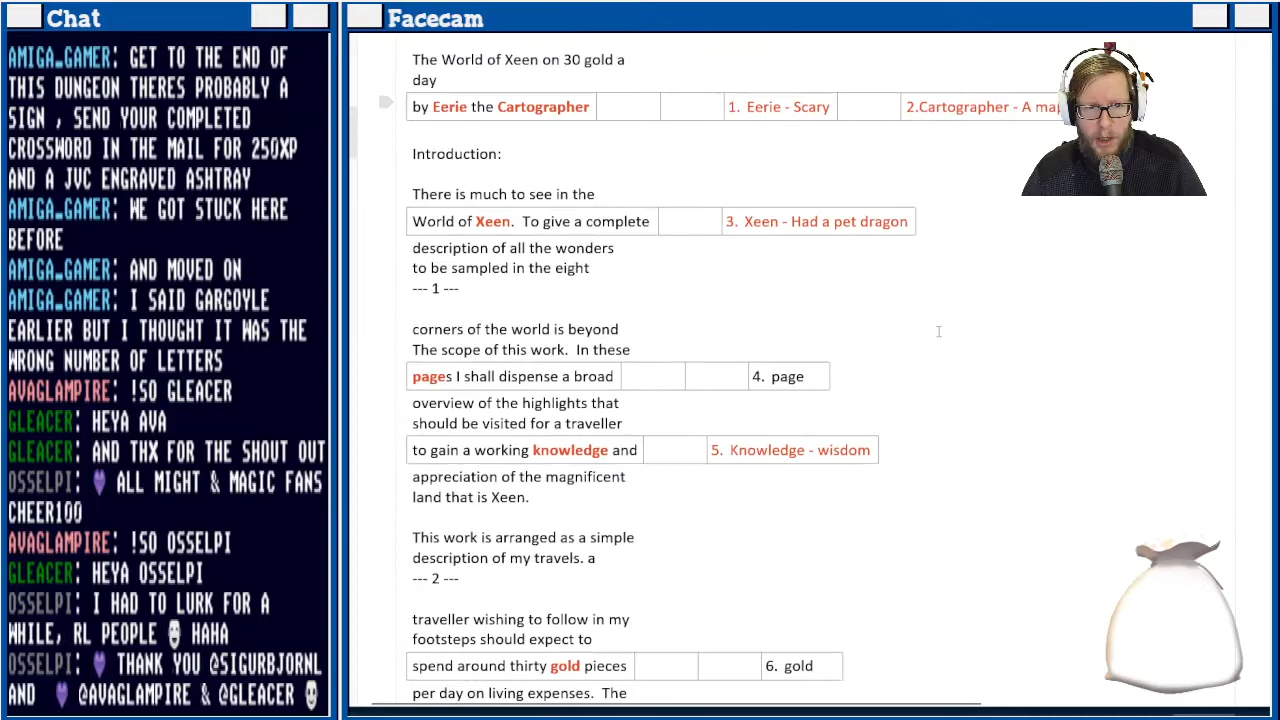 Chat
AMIGA_GAMER: GET TO THE END OF
THIS DUNGEON THERES PROBABLY A
SIGN , SEND YOUR COMPLETED
CROSSWORD IN THE MAIL FOR 250XP
AND A JVC ENGRAVED ASHTRAY
AMIGA_GAMER: WE GOT STUCK HERE
BEFORE
AMIGA_GAMER: AND MOVED ON
AMIGA_GAMER: I SAID GARGOYLE
EARLIER BUT I THOUGHT IT WAS THE
WRONG NUMBER OF LETTERS
AVAGLAMPIRE: !SO GLEACER
GLEACER: HEYA AVA
GLEACER: AND THX FOR THE SHOUT OUT
OSSELPI: ALL MIGHT & MAGIC FANS
CHEER100
AVAGLAMPIRE: !SO OSSELPI
GLEACER: HEYA OSSELPI
OSSELPI: I HAD TO LURK FOR A
WHILE, RL PEOPLE HAHA
OSSELPI: THANK YOU @SIGURBJORNL
AND @AVAGLAMPIRE & @GLEACER
Facecam
The World of Xeen on 30 gold a
day
by Eerie the Cartographer 1. Eerie - Scary 2.Cartographer - A map
Introduction:
There is much to see in the
World of Xeen. To give a complete 3. Xeen - Had a pet dragon
description of all the wonders
to be sampled in the eight
--- 1 ---
corners of the world is beyond
The scope of this work. In these
pages I shall dispense a broad 4. page
overview of the highlights that
should be visited for a traveller
to gain a working knowledge and 5. Knowledge - wisdom
appreciation of the magnificent
land that is Xeen.
This work is arranged as a simple
description of my travels. a
--- 2 ---
traveller wishing to follow in my
footsteps should expect to
spend around thirty gold pieces 6. gold
per day on living expenses. The